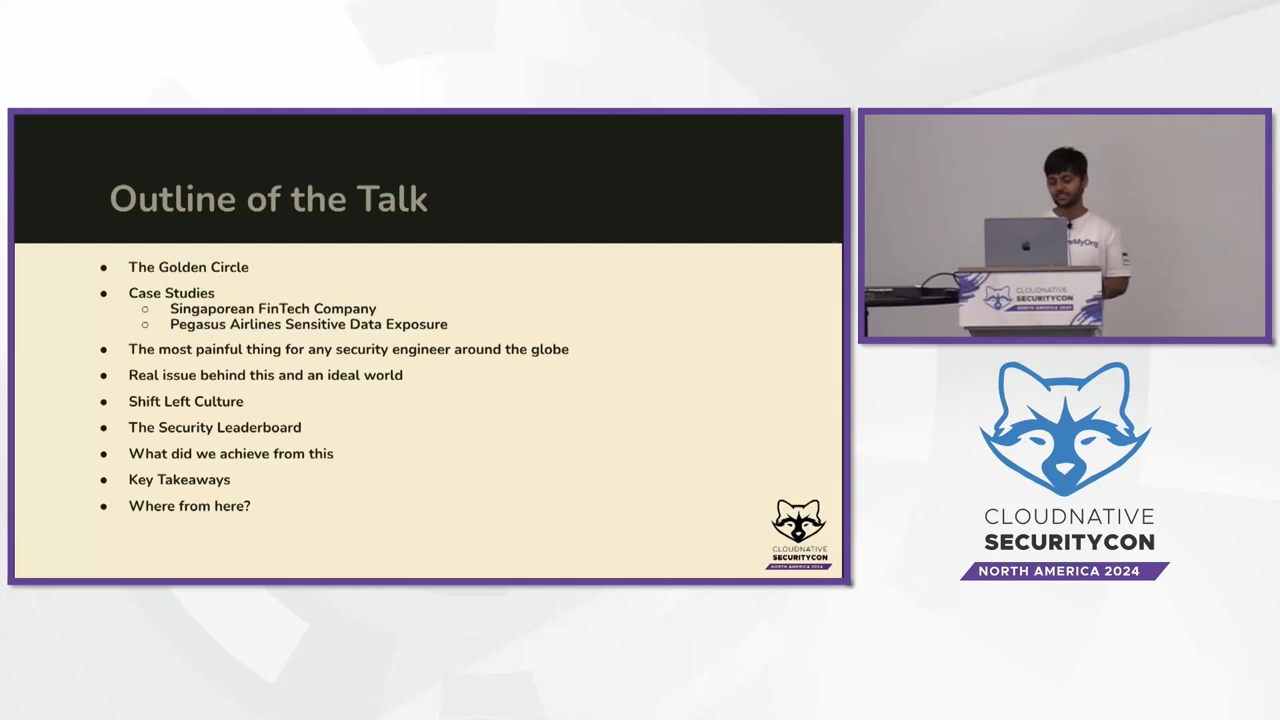 Outline of the Talk
● The Golden Circle
● Case Studies
○ Singaporean FinTech Company
○ Pegasus Airlines Sensitive Data Exposure
● The most painful thing for any security engineer around the globe
● Real issue behind this and an ideal world
● Shift Left Culture
● The Security Leaderboard
● What did we achieve from this
● Key Takeaways
● Where from here?
CLOUDNATIVE
SECURITYCON
NORTH AMERICA 2024
CLOUDNATIVE
SECURITYCON
NORTH AMERICA 2024
CLOUDNATIVE
SECURITYCON
NORTH AMERICA 2024